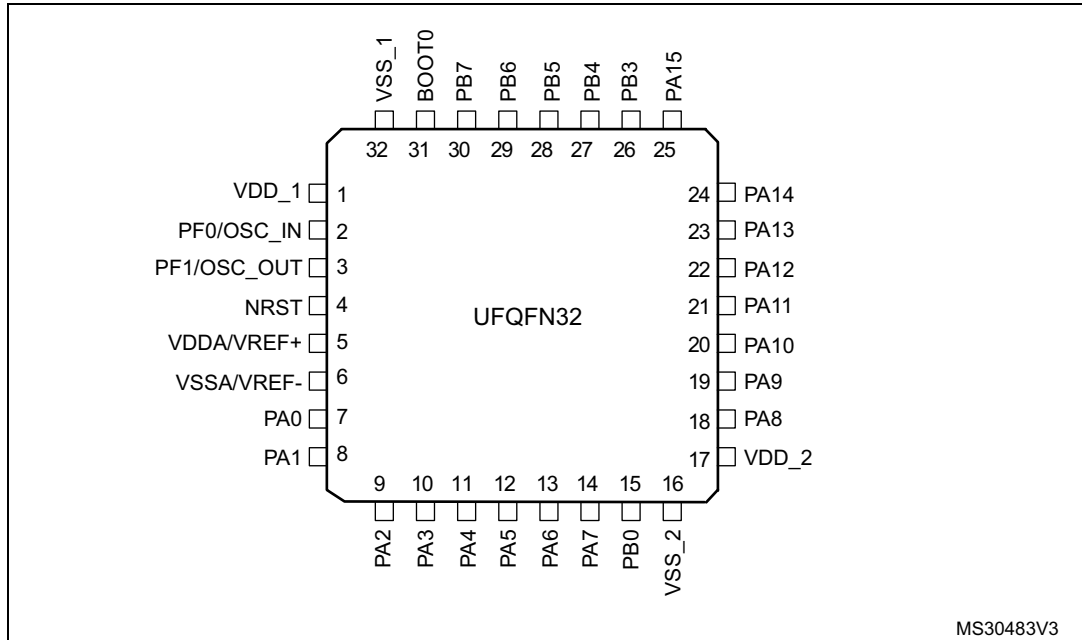 VSS_1
BOOT0
PB7
PB6
PB5
PB4
PB3
PA15
32 31 30 29 28 27 26 25
VDD_1 1 24 PA14
PF0/OSC_IN 2 23 PA13
PF1/OSC_OUT 3 22 PA12
NRST 4 21 PA11
UFQFN32
VDDA/VREF+ 5 20 PA10
VSSA/VREF- 6 19 PA9
PA0 7 18 PA8
PA1 8 17 VDD_2
9 10 11 12 13 14 15 16
PA2
PA3
PA4
PA5
PA6
PA7
PB0
VSS_2
MS30483V3